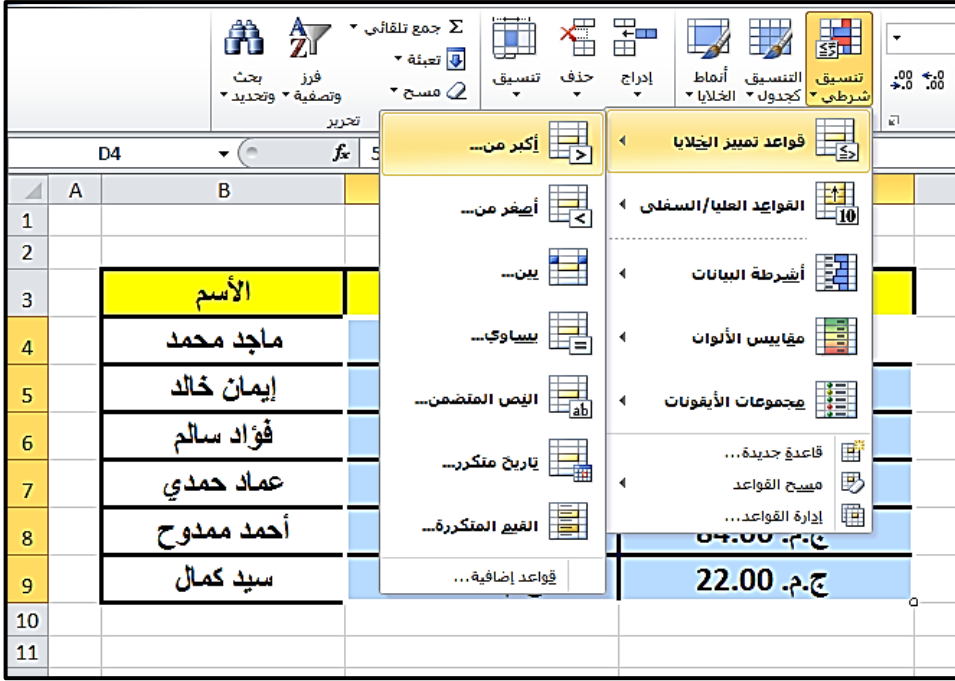 تنسيق شرطي
التنسيق كجدول
أنماط الخلايا
إدراج
حذف
تنسيق
Σ جمع تلقائي
تعبئة
مسح
فرز وتصفية
بحث وتحديد
تحرير
D4
fx
A
B
قواعد تمييز الخلايا
القواعد العليا/السفلى
أشرطة البيانات
مقاييس الألوان
مجموعات الأيقونات
قاعدة جديدة...
مسح القواعد
إدارة القواعد...
أكبر من...
أصغر من...
بين...
يساوي...
النص المتضمن...
تاريخ متكرر...
القيم المتكررة...
قواعد إضافية...
1
2
3
الأسم
4
ماجد محمد
5
إيمان خالد
6
فؤاد سالم
7
عماد حمدي
8
أحمد ممدوح
ج.م. 84.00
9
سيد كمال
ج.م. 22.00
10
11